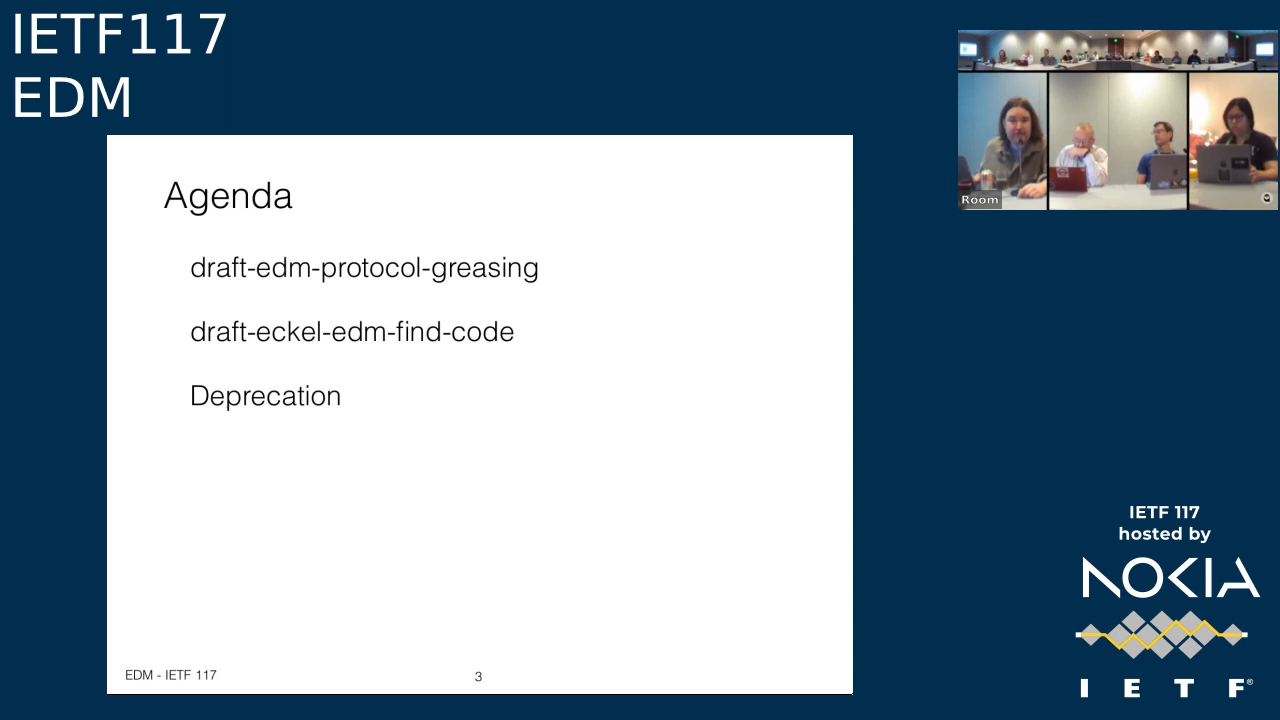 IETF117
EDM
Agenda
draft-edm-protocol-greasing
draft-eckel-edm-find-code
Deprecation
EDM - IETF 117
3
Room
IETF 117
hosted by
NOKIA
I E T F®